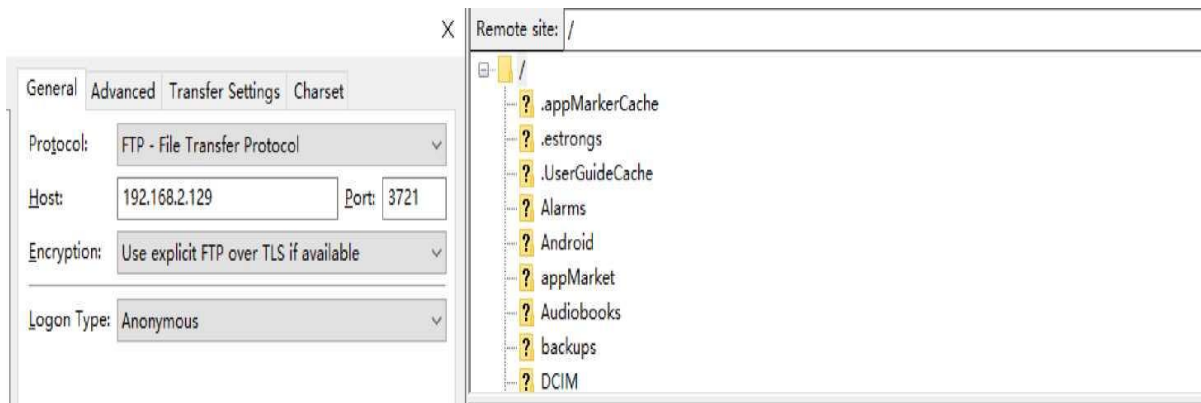 X
General Advanced Transfer Settings Charset
Protocol: FTP - File Transfer Protocol
Host: 192.168.2.129 Port: 3721
Encryption: Use explicit FTP over TLS if available
Logon Type: Anonymous
Remote site: /
/
.appMarkerCache
.estrongs
.UserGuideCache
Alarms
Android
appMarket
Audiobooks
backups
DCIM